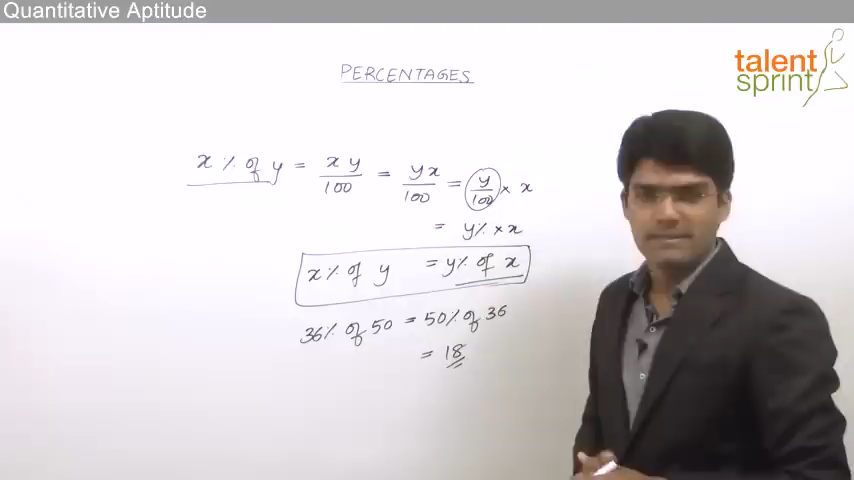 Quantitative Aptitude
talent
sprint
PERCENTAGES
x % of y = xy/100 = yx/100 = y/100 × x
= y% × x
x % of y = y% of x
36% of 50 = 50% of 36
= 18